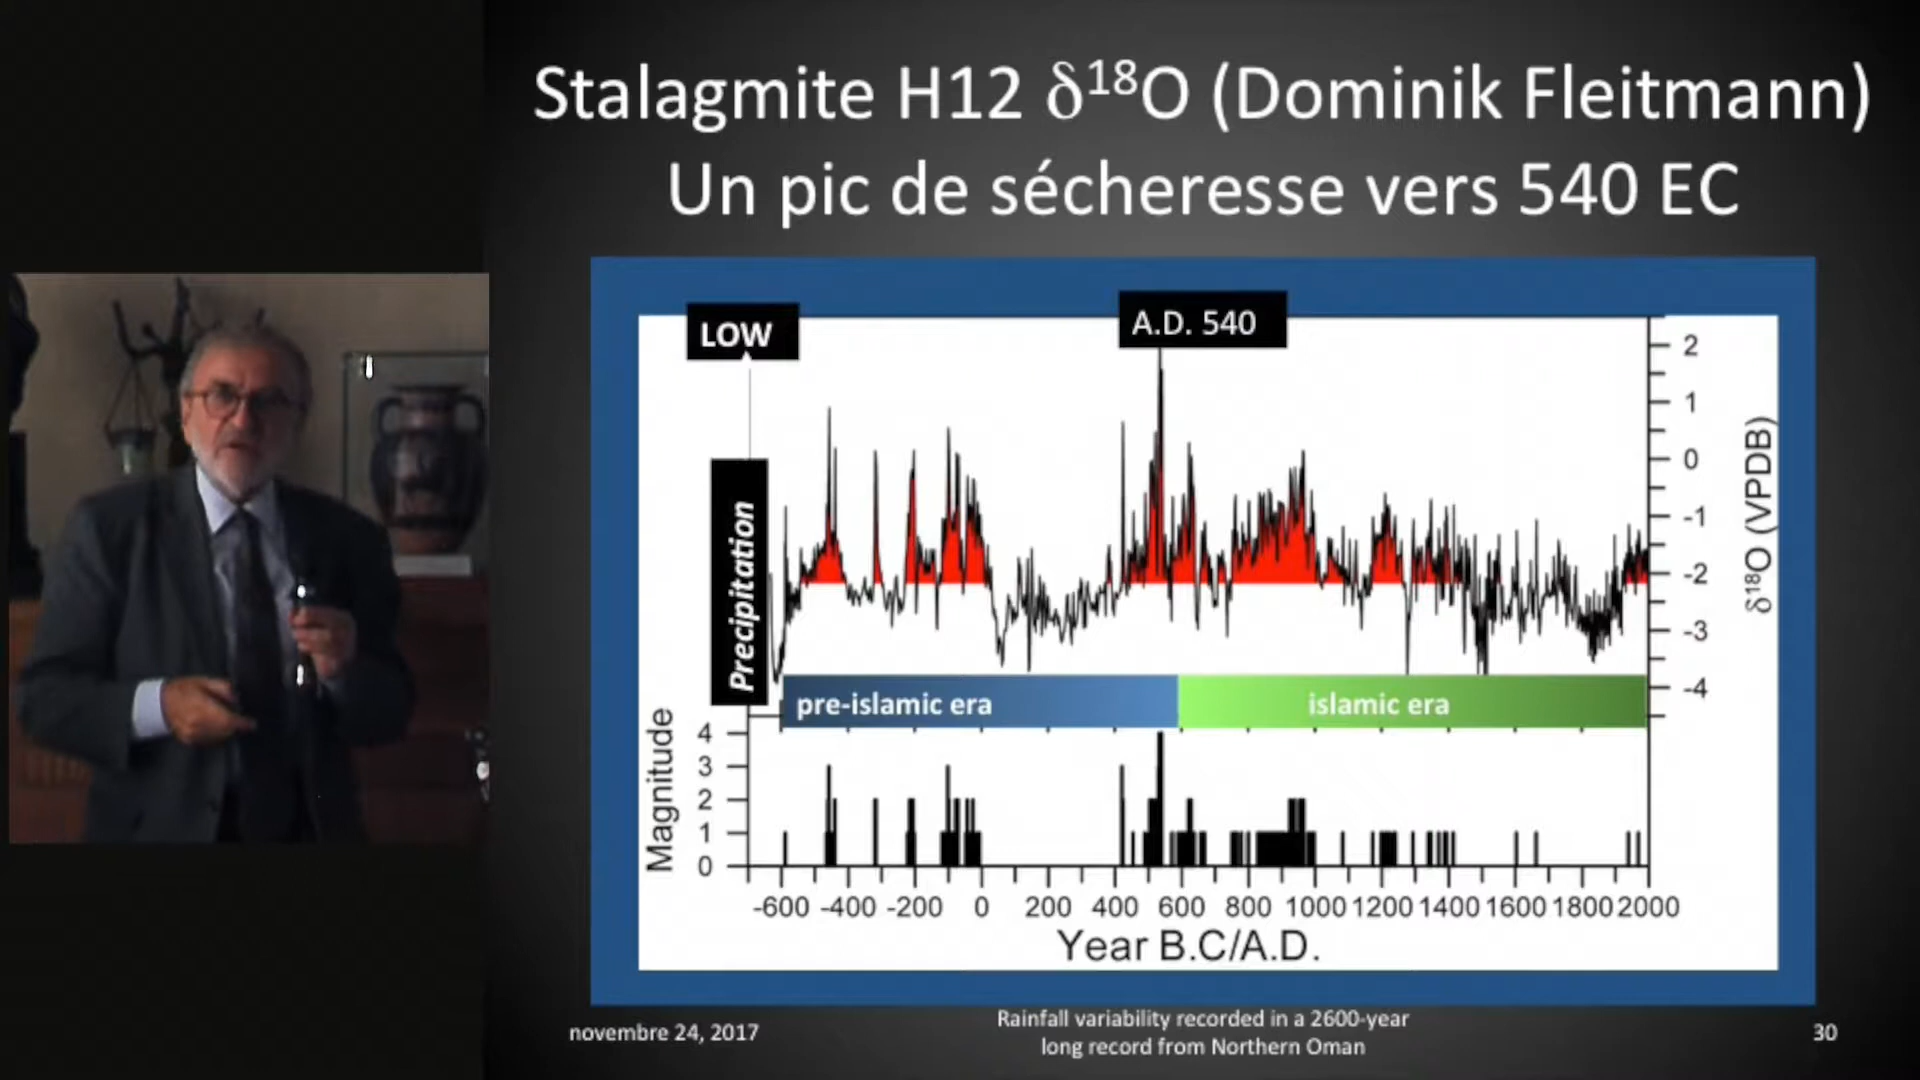 Stalagmite H12 δ18O (Dominik Fleitmann)
Un pic de sécheresse vers 540 EC
LOW
A.D. 540
Precipitation
2
1
0
-1
-2
-3
-4
δ18O (VPDB)
pre-islamic era
islamic era
Magnitude
4
3
2
1
0
-600 -400 -200 0 200 400 600 800 1000 1200 1400 1600 1800 2000
Year B.C/A.D.
novembre 24, 2017
Rainfall variability recorded in a 2600-year
long record from Northern Oman
30